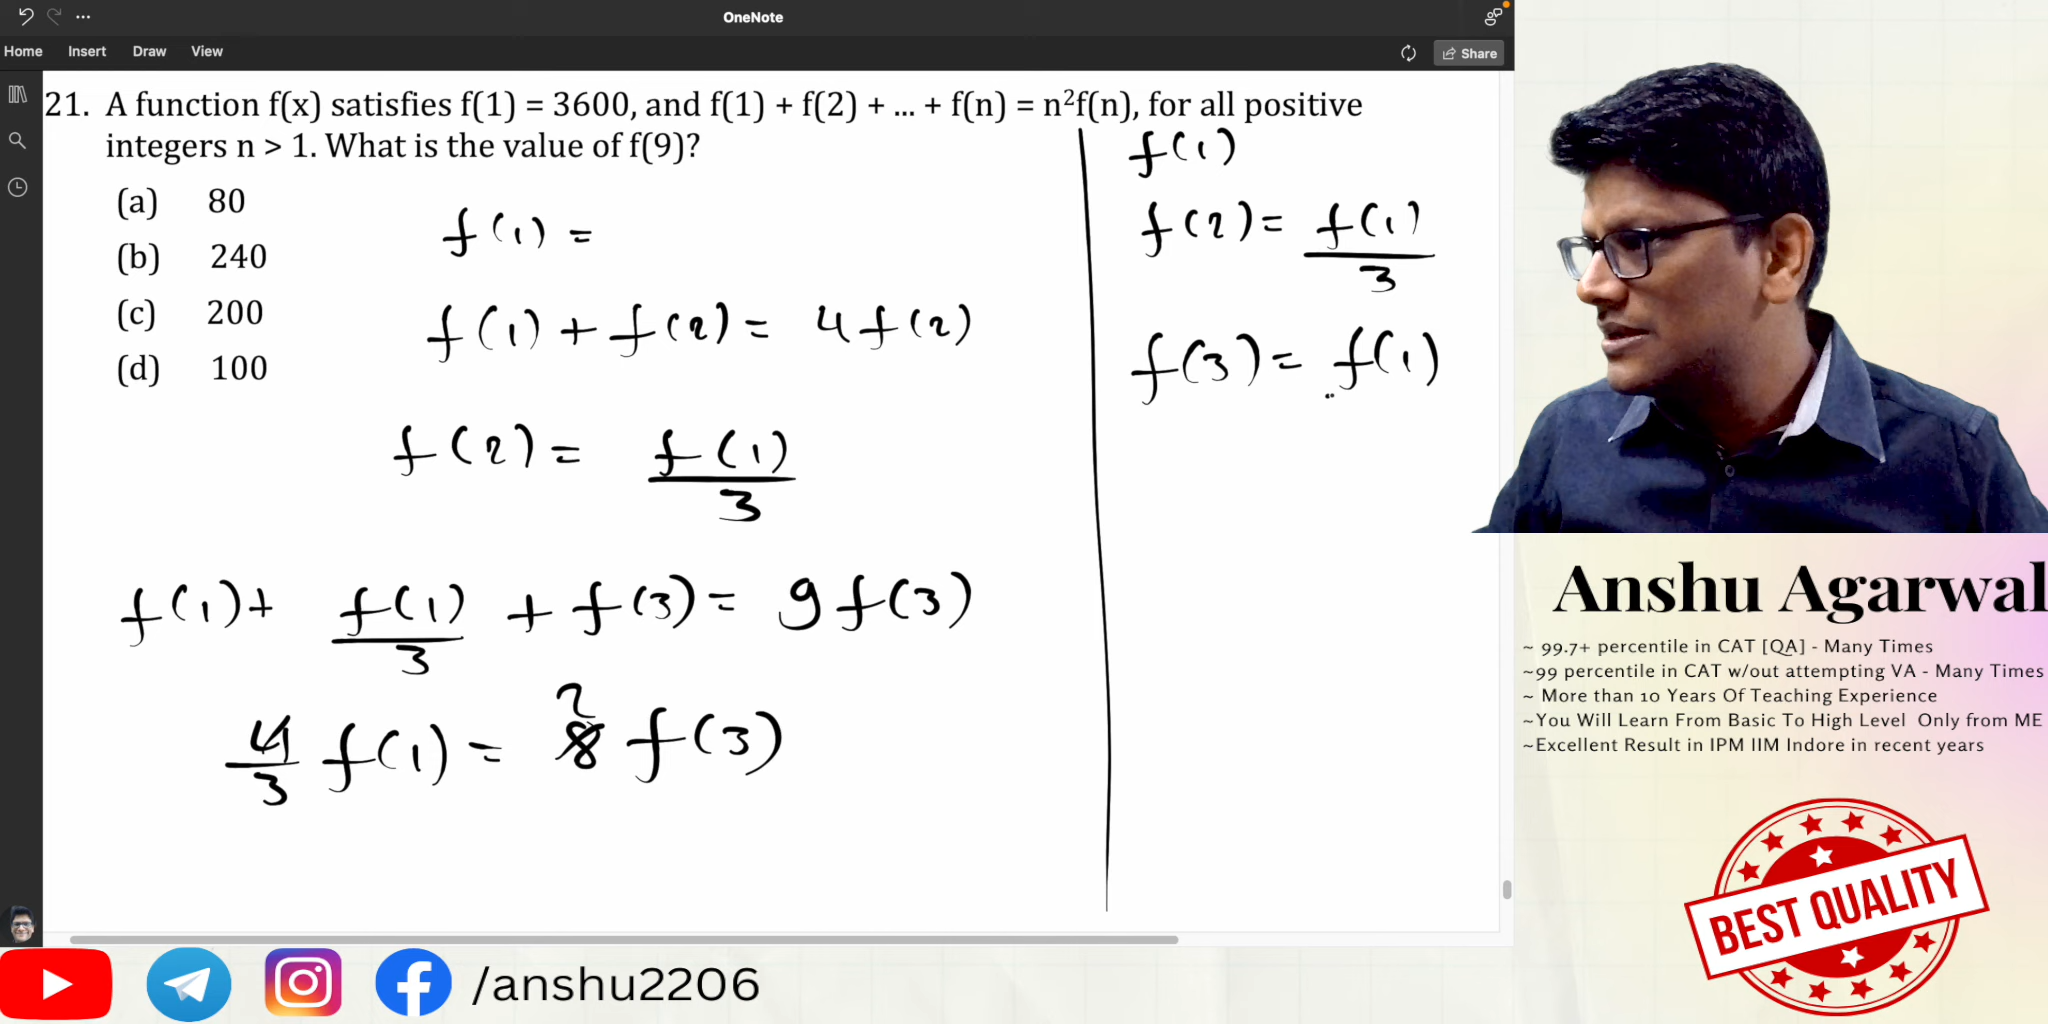 OneNote
Home Insert Draw View
Share
21. A function f(x) satisfies f(1) = 3600, and f(1) + f(2) + ... + f(n) = n²f(n), for all positive
integers n > 1. What is the value of f(9)?
(a) 80
(b) 240
(c) 200
(d) 100
f(1) =
f(1) + f(2) = 4 f(2)
f(2) = f(1)/3
f(1) + f(1)/3 + f(3) = 9 f(3)
4/3 f(1) = 8 2 f(3)
f(1)
f(2) = f(1)/3
f(3) = f(1)
Anshu Agarwal
~ 99.7+ percentile in CAT [QA] - Many Times
~99 percentile in CAT w/out attempting VA - Many Times
~ More than 10 Years Of Teaching Experience
~You Will Learn From Basic To High Level Only from ME
~Excellent Result in IPM IIM Indore in recent years
BEST QUALITY
/anshu2206